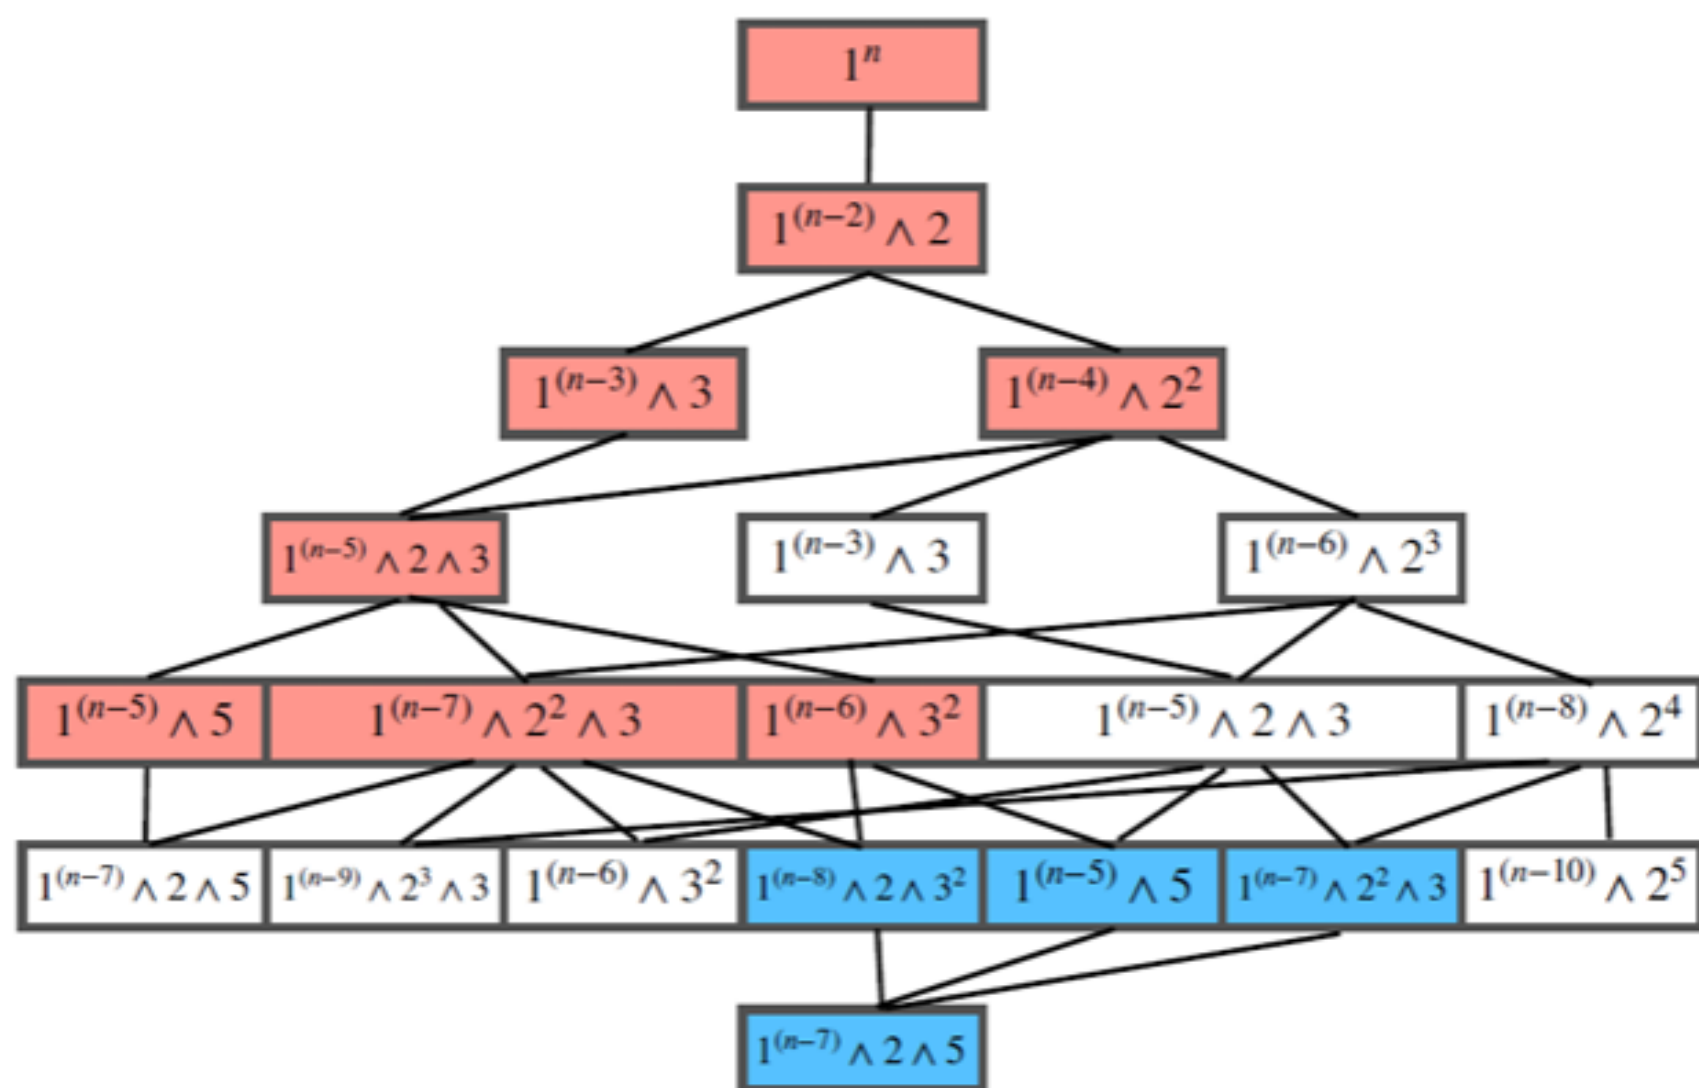 1^n
1^(n−2) ∧ 2
1^(n−3) ∧ 3 1^(n−4) ∧ 2^2
1^(n−5) ∧ 2 ∧ 3 1^(n−3) ∧ 3 1^(n−6) ∧ 2^3
1^(n−5) ∧ 5 1^(n−7) ∧ 2^2 ∧ 3 1^(n−6) ∧ 3^2 1^(n−5) ∧ 2 ∧ 3 1^(n−8) ∧ 2^4
1^(n−7) ∧ 2 ∧ 5 1^(n−9) ∧ 2^3 ∧ 3 1^(n−6) ∧ 3^2 1^(n−8) ∧ 2 ∧ 3^2 1^(n−5) ∧ 5 1^(n−7) ∧ 2^2 ∧ 3 1^(n−10) ∧ 2^5
1^(n−7) ∧ 2 ∧ 5